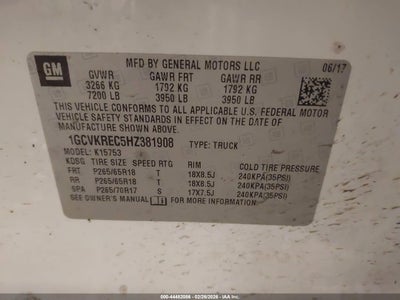 GM
MFD BY GENERAL MOTORS LLC
06/17
GVWR GAWR FRT GAWR RR
3266 KG 1792 KG 1792 KG
7200 LB 3950 LB 3950 LB
THIS VEHICLE CONFORMS TO ALL APPLICABLE U.S. FEDERAL MOTOR
VEHICLE SAFETY STANDARDS IN EFFECT ON THE DATE OF
MANUFACTURE SHOWN ABOVE.
1GCVKREC5HZ381908 TYPE: TRUCK
MODEL: K15753
TIRE SIZE SPEED RTG RIM COLD TIRE PRESSURE
FRT P265/65R18 T 18X8.5J 240KPA(35PSI)
RR P265/65R18 T 18X8.5J 240KPA(35PSI)
SPA P265/70R17 S 17X7.5J 240KPA(35PSI)
SEE OWNER'S MANUAL FOR MORE INFORMATION.